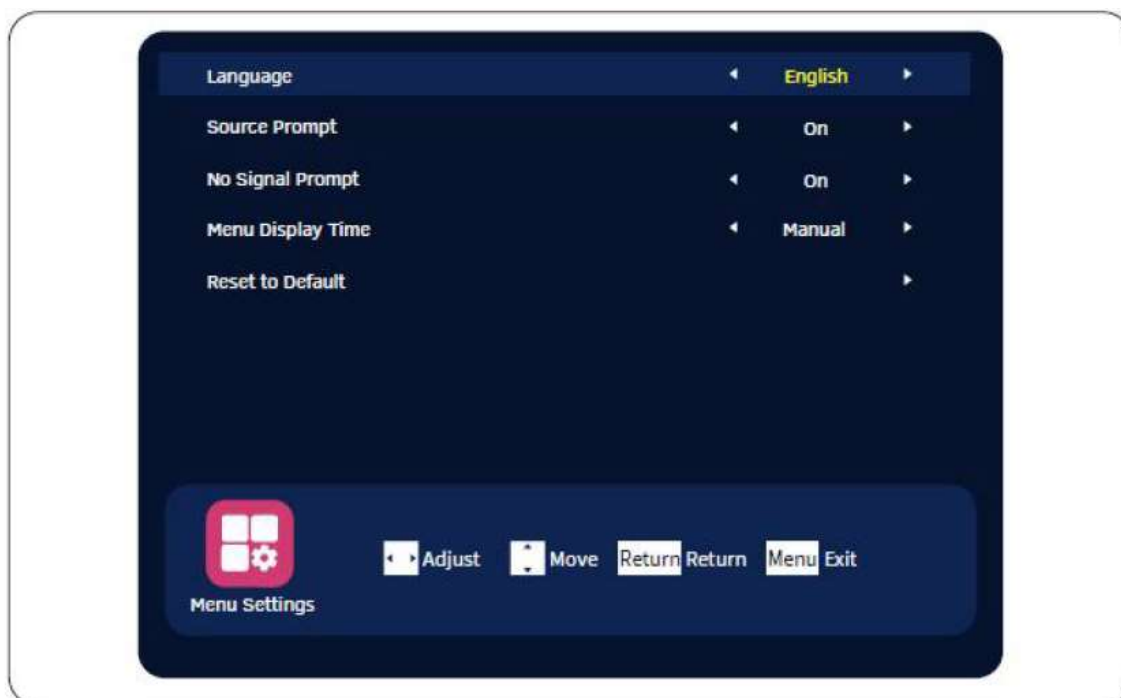 Language English
Source Prompt On
No Signal Prompt On
Menu Display Time Manual
Reset to Default
Adjust Move Return Return Menu Exit
Menu Settings